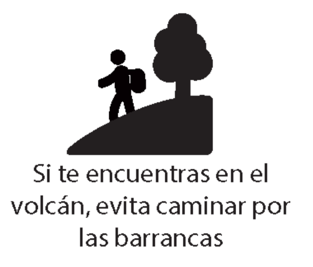 Si te encuentras en el
volcán, evita caminar por
las barrancas